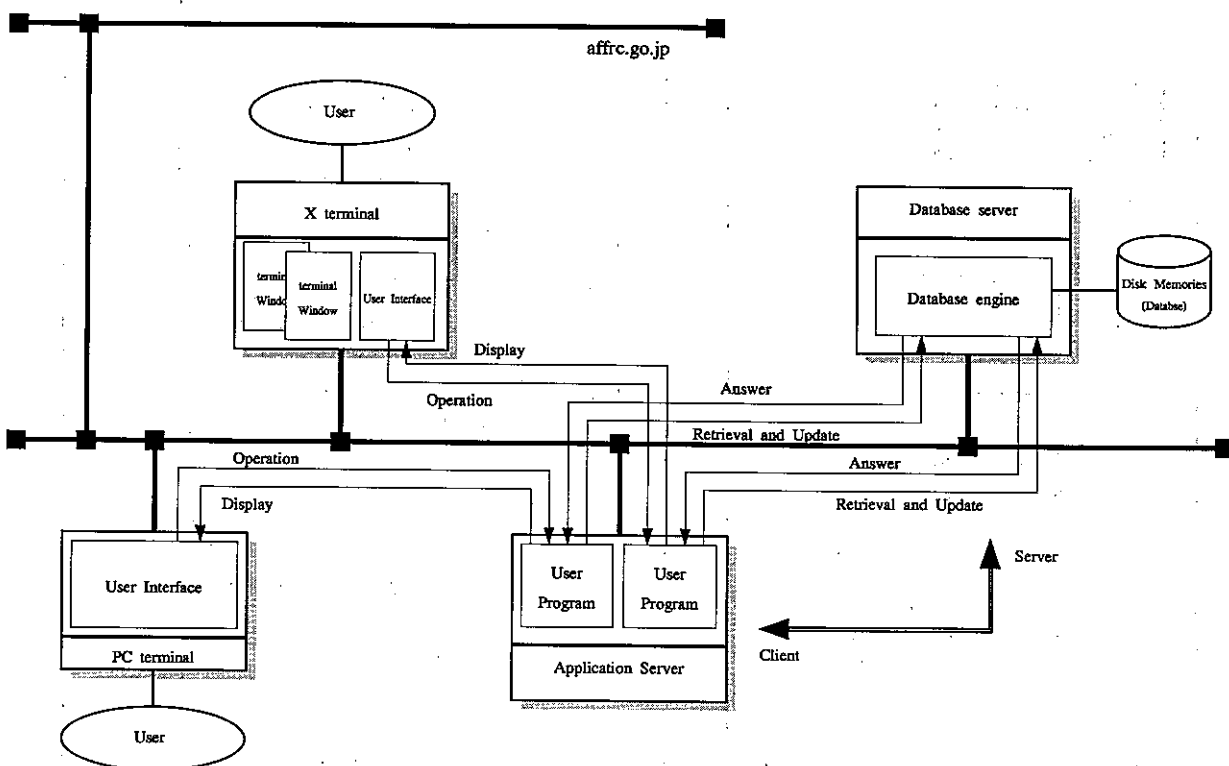 affrc.go.jp
User
X terminal
Database server
termin
Windo
terminal
Window
User Interface
Database engine
Disk Memories
(Databse)
Display
Operation
Answer
Retrieval and Update
Operation
Answer
Display
Retrieval and Update
User Interface
User
Program
User
Program
Server
PC terminal
Application Server
Client
User